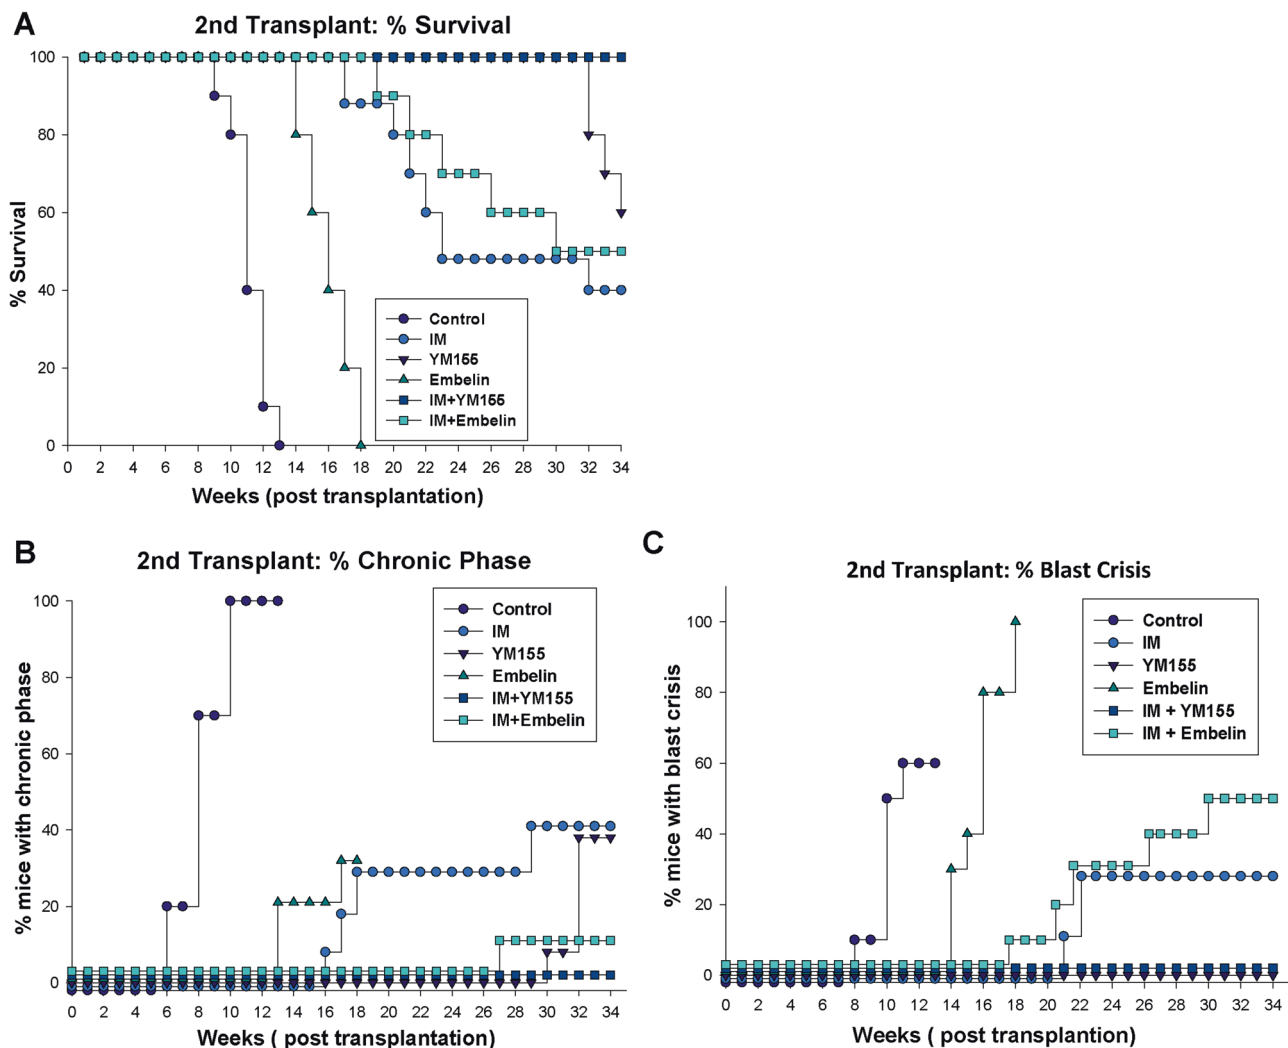 A
2nd Transplant: % Survival
100
80
60
40
20
0
% Survival
Control
IM
YM155
Embelin
IM+YM155
IM+Embelin
0 2 4 6 8 10 12 14 16 18 20 22 24 26 28 30 32 34
Weeks (post transplantation)
B
2nd Transplant: % Chronic Phase
100
80
60
40
20
0
% mice with chronic phase
Control
IM
YM155
Embelin
IM+YM155
IM+Embelin
0 2 4 6 8 10 12 14 16 18 20 22 24 26 28 30 32 34
Weeks ( post transplantation)
C
2nd Transplant: % Blast Crisis
100
80
60
40
20
0
% mice with blast crisis
Control
IM
YM155
Embelin
IM + YM155
IM + Embelin
0 2 4 6 8 10 12 14 16 18 20 22 24 26 28 30 32 34
Weeks ( post transplantation)